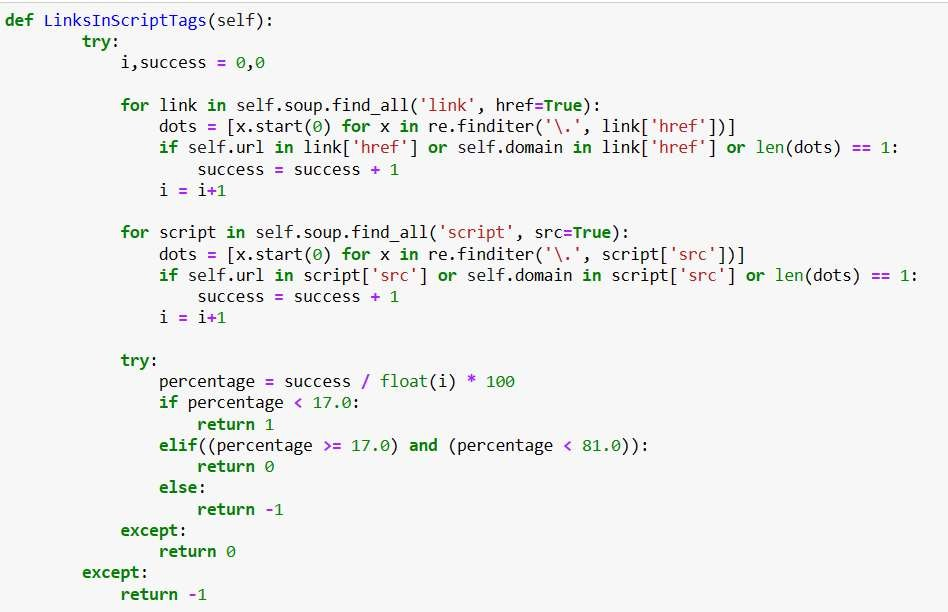 def LinksInScriptTags(self):
        try:
            i,success = 0,0

            for link in self.soup.find_all('link', href=True):
                dots = [x.start(0) for x in re.finditer('\.', link['href'])]
                if self.url in link['href'] or self.domain in link['href'] or len(dots) == 1:
                    success = success + 1
                i = i+1

            for script in self.soup.find_all('script', src=True):
                dots = [x.start(0) for x in re.finditer('\.', script['src'])]
                if self.url in script['src'] or self.domain in script['src'] or len(dots) == 1:
                    success = success + 1
                i = i+1

            try:
                percentage = success / float(i) * 100
                if percentage < 17.0:
                    return 1
                elif((percentage >= 17.0) and (percentage < 81.0)):
                    return 0
                else:
                    return -1
            except:
                return 0
        except:
            return -1